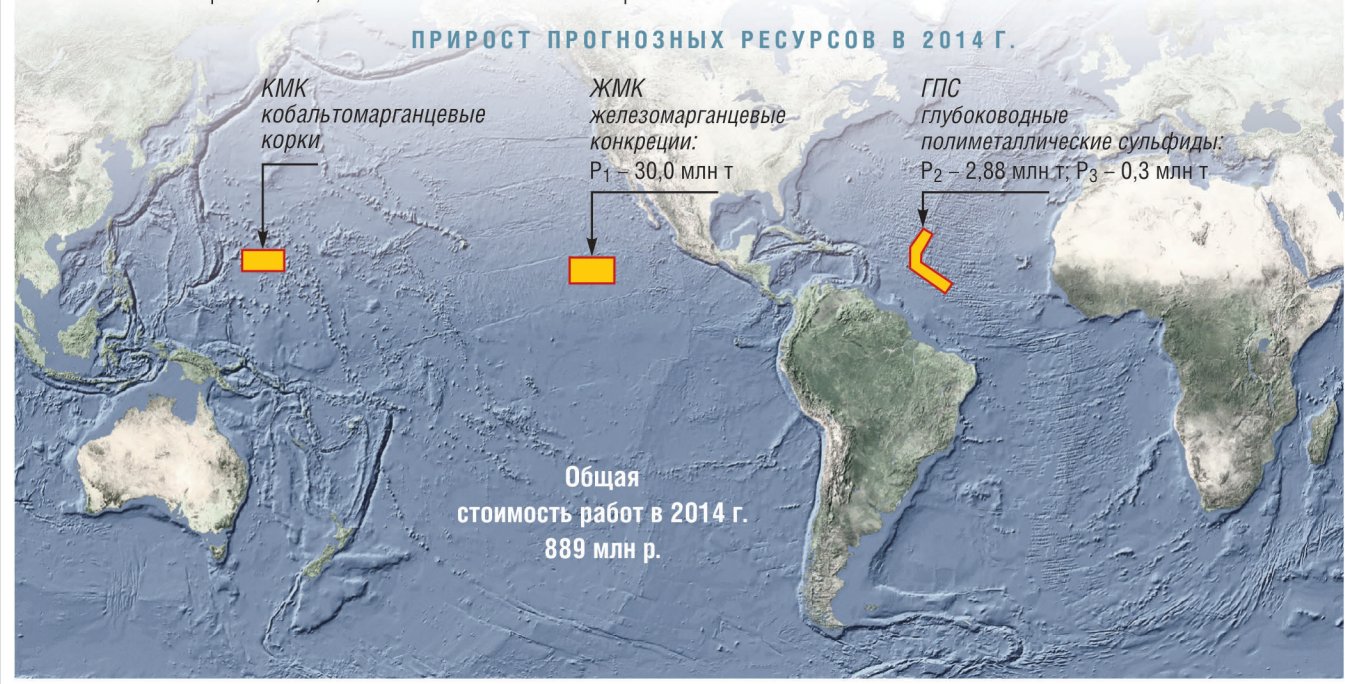 ПРИРОСТ ПРОГНОЗНЫХ РЕСУРСОВ В 2014 Г.
КМК
кобальтомарганцевые
корки
ЖМК
железомарганцевые
конкреции:
P₁ – 30,0 млн т
ГПС
глубоководные
полиметаллические сульфиды:
P₂ – 2,88 млн т; P₃ – 0,3 млн т
Общая
стоимость работ в 2014 г.
889 млн р.